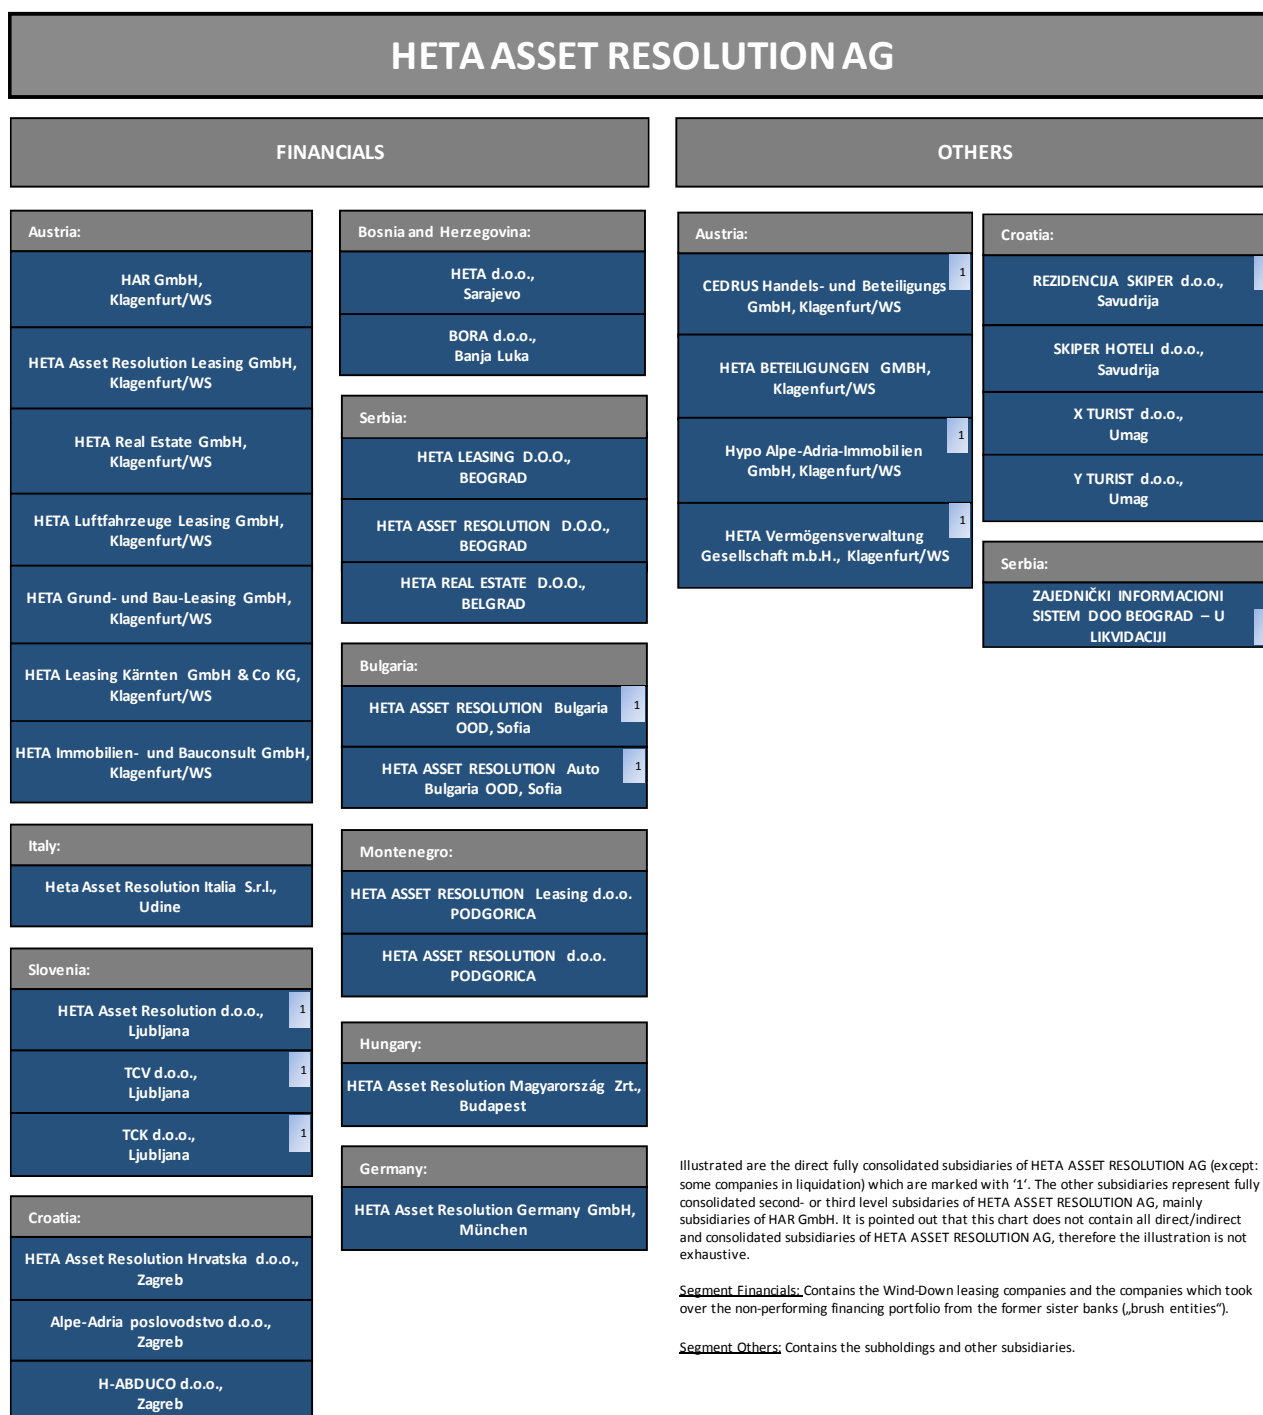 HETA ASSET RESOLUTION AG
FINANCIALS
Austria:
HAR GmbH,
Klagenfurt/WS
HETA Asset Resolution Leasing GmbH,
Klagenfurt/WS
HETA Real Estate GmbH,
Klagenfurt/WS
HETA Luftfahrzeuge Leasing GmbH,
Klagenfurt/WS
HETA Grund- und Bau-Leasing GmbH,
Klagenfurt/WS
HETA Leasing Kärnten GmbH & Co KG,
Klagenfurt/WS
HETA Immobilien- und Bauconsult GmbH,
Klagenfurt/WS
Italy:
Heta Asset Resolution Italia S.r.l.,
Udine
Slovenia:
HETA Asset Resolution d.o.o., 1
Ljubljana
TCV d.o.o., 1
Ljubljana
TCK d.o.o., 1
Ljubljana
Croatia:
HETA Asset Resolution Hrvatska d.o.o.,
Zagreb
Alpe-Adria poslovodstvo d.o.o.,
Zagreb
H-ABDUCO d.o.o.,
Zagreb
Bosnia and Herzegovina:
HETA d.o.o.,
Sarajevo
BORA d.o.o.,
Banja Luka
Serbia:
HETA LEASING D.O.O.,
BEOGRAD
HETA ASSET RESOLUTION D.O.O.,
BEOGRAD
HETA REAL ESTATE D.O.O.,
BELGRAD
Bulgaria:
HETA ASSET RESOLUTION Bulgaria 1
OOD, Sofia
HETA ASSET RESOLUTION Auto 1
Bulgaria OOD, Sofia
Montenegro:
HETA ASSET RESOLUTION Leasing d.o.o.
PODGORICA
HETA ASSET RESOLUTION d.o.o.
PODGORICA
Hungary:
HETA Asset Resolution Magyarország Zrt.,
Budapest
Germany:
HETA Asset Resolution Germany GmbH,
München
OTHERS
Austria:
CEDRUS Handels- und Beteiligungs 1
GmbH, Klagenfurt/WS
HETA BETEILIGUNGEN GMBH,
Klagenfurt/WS
Hypo Alpe-Adria-Immobilien 1
GmbH, Klagenfurt/WS
HETA Vermögensverwaltung 1
Gesellschaft m.b.H., Klagenfurt/WS
Croatia:
REZIDENCIJA SKIPER d.o.o.,
Savudrija
SKIPER HOTELI d.o.o.,
Savudrija
X TURIST d.o.o.,
Umag
Y TURIST d.o.o.,
Umag
Serbia:
ZAJEDNIČKI INFORMACIONI
SISTEM DOO BEOGRAD – U
LIKVIDACIJI
Illustrated are the direct fully consolidated subsidiaries of HETA ASSET RESOLUTION AG (except:
some companies in liquidation) which are marked with ‘1‘. The other subsidiaries represent fully
consolidated second- or third level subsidaries of HETA ASSET RESOLUTION AG, mainly
subsidiaries of HAR GmbH. It is pointed out that this chart does not contain all direct/indirect
and consolidated subsidiaries of HETA ASSET RESOLUTION AG, therefore the illustration is not
exhaustive.
Segment Financials: Contains the Wind-Down leasing companies and the companies which took
over the non-performing financing portfolio from the former sister banks („brush entities“).
Segment Others: Contains the subholdings and other subsidiaries.